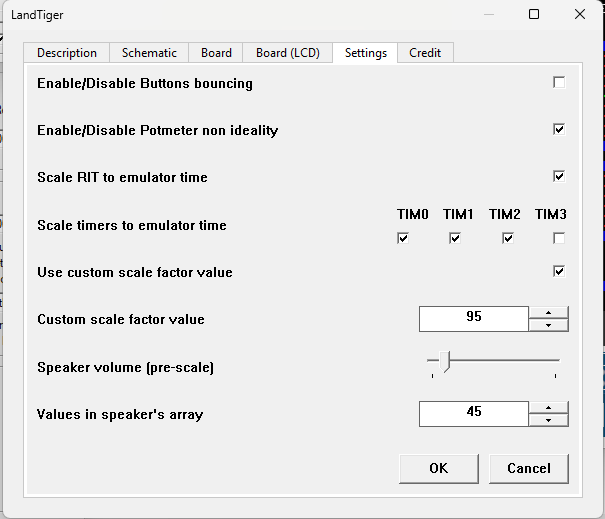 LandTiger
Description Schematic Board Board (LCD) Settings Credit
Enable/Disable Buttons bouncing
Enable/Disable Potmeter non ideality
Scale RIT to emulator time
TIM0 TIM1 TIM2 TIM3
Scale timers to emulator time
Use custom scale factor value
Custom scale factor value 95
Speaker volume (pre-scale)
Values in speaker's array 45
OK Cancel